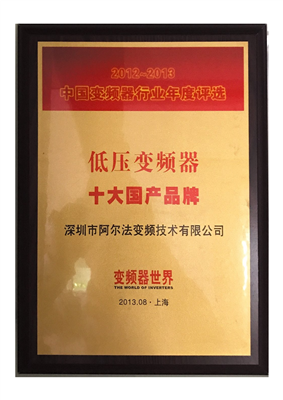 2012-2013
中国变频器行业年度评选
低压变频器
十大国产品牌
深圳市阿尔法变频技术有限公司
变频器世界
THE WORLD OF INVERTERS
2013.08·上海